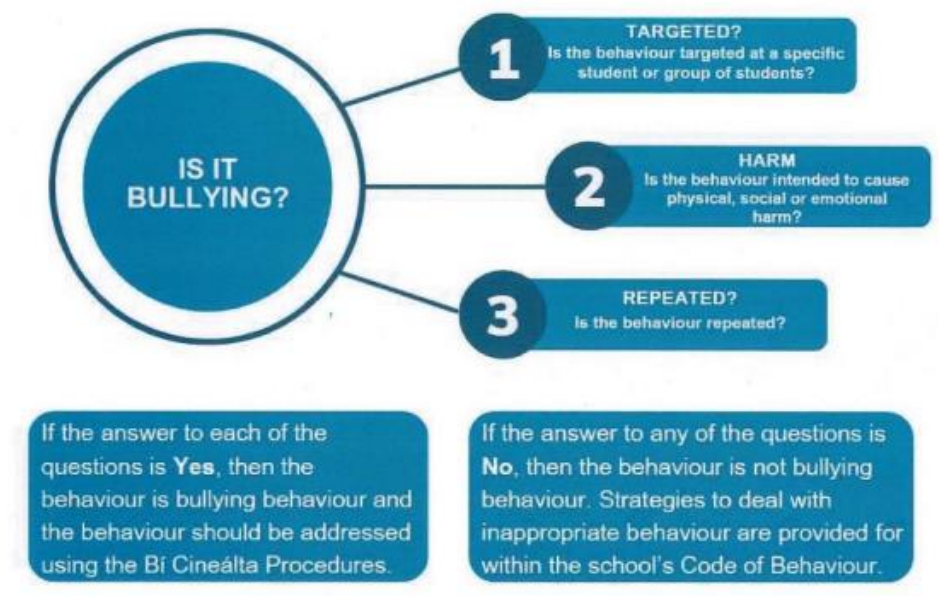 IS IT
BULLYING?
1
TARGETED?
Is the behaviour targeted at a specific
student or group of students?
2
HARM
Is the behaviour intended to cause
physical, social or emotional
harm?
3
REPEATED?
Is the behaviour repeated?
If the answer to each of the
questions is Yes, then the
behaviour is bullying behaviour and
the behaviour should be addressed
using the Bí Cineálta Procedures.
If the answer to any of the questions is
No, then the behaviour is not bullying
behaviour. Strategies to deal with
inappropriate behaviour are provided for
within the school's Code of Behaviour.